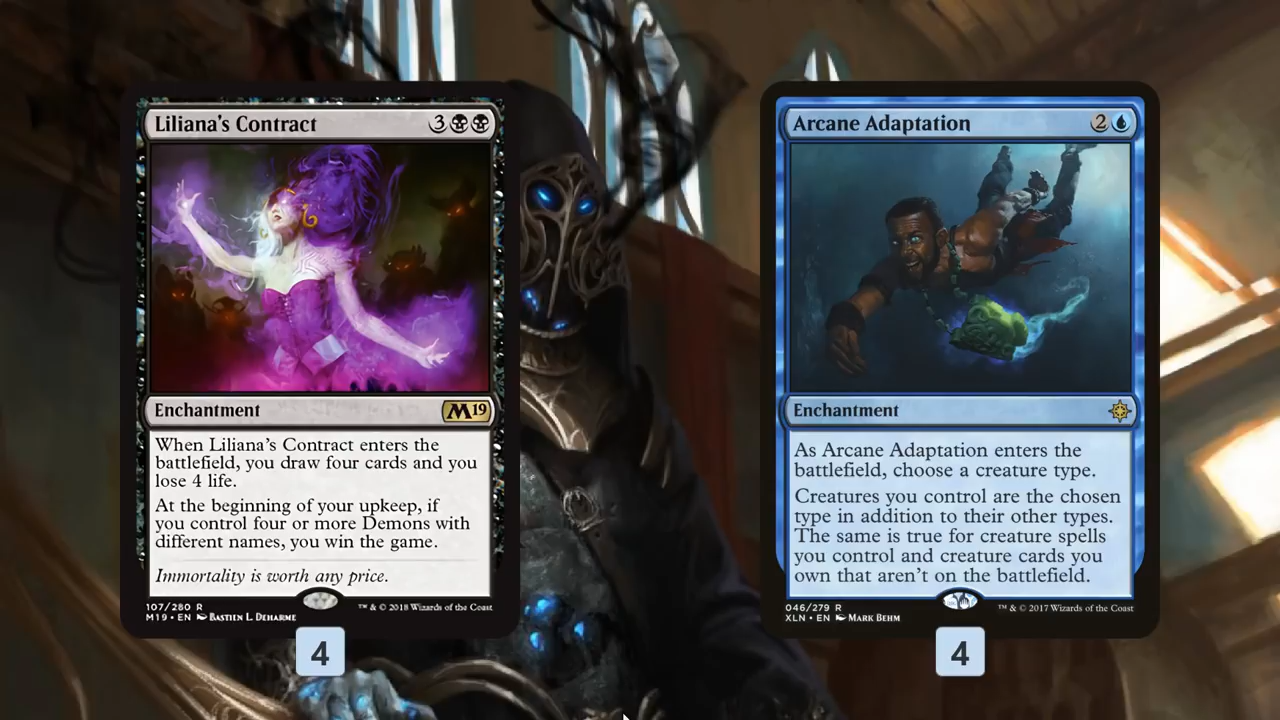 Liliana's Contract 3
Enchantment M19
When Liliana's Contract enters the
battlefield, you draw four cards and you
lose 4 life.
At the beginning of your upkeep, if
you control four or more Demons with
different names, you win the game.
Immortality is worth any price.
107/280 R
M19 • EN Bastien L. Deharme
™ & © 2018 Wizards of the Coast
4
Arcane Adaptation 2
Enchantment
As Arcane Adaptation enters the
battlefield, choose a creature type.
Creatures you control are the chosen
type in addition to their other types.
The same is true for creature spells
you control and creature cards you
own that aren't on the battlefield.
046/279 R
XLN • EN Mark Behm
™ & © 2017 Wizards of the Coast
4